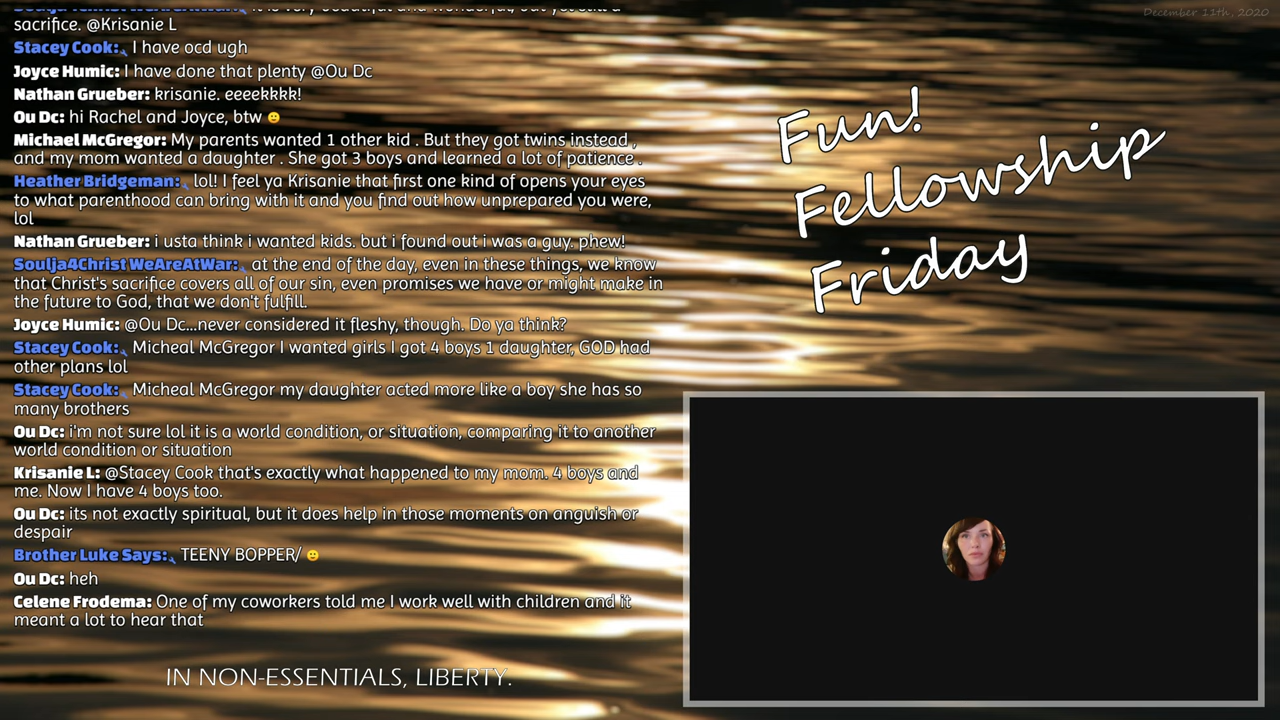 December 11th, 2020
sacrifice. @Krisanie L
Stacey Cook: I have ocd ugh
Joyce Humic: I have done that plenty @Ou Dc
Nathan Grueber: krisanie. eeeekkkk!
Ou Dc: hi Rachel and Joyce, btw 🙂
Michael McGregor: My parents wanted 1 other kid . But they got twins instead ,
and my mom wanted a daughter . She got 3 boys and learned a lot of patience .
Heather Bridgeman: lol! I feel ya Krisanie that first one kind of opens your eyes
to what parenthood can bring with it and you find out how unprepared you were,
lol
Nathan Grueber: i usta think i wanted kids. but i found out i was a guy. phew!
Soulja4Christ WeAreAtWar: at the end of the day, even in these things, we know
that Christ's sacrifice covers all of our sin, even promises we have or might make in
the future to God, that we don't fulfill.
Joyce Humic: @Ou Dc...never considered it fleshy, though. Do ya think?
Stacey Cook: Micheal McGregor I wanted girls I got 4 boys 1 daughter, GOD had
other plans lol
Stacey Cook: Micheal McGregor my daughter acted more like a boy she has so
many brothers
Ou Dc: i'm not sure lol it is a world condition, or situation, comparing it to another
world condition or situation
Krisanie L: @Stacey Cook that's exactly what happened to my mom. 4 boys and
me. Now I have 4 boys too.
Ou Dc: its not exactly spiritual, but it does help in those moments on anguish or
despair
Brother Luke Says: TEENY BOPPER/ 🙂
Ou Dc: heh
Celene Frodema: One of my coworkers told me I work well with children and it
meant a lot to hear that
IN NON-ESSENTIALS, LIBERTY.
Fun!
Fellowship
Friday